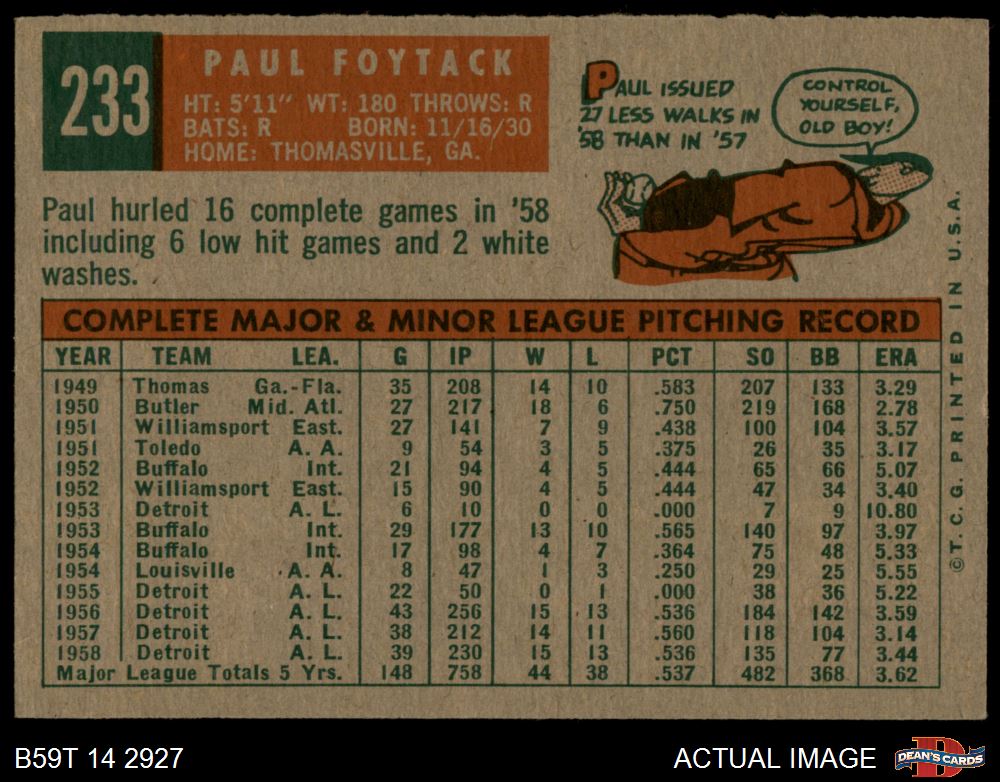 233
PAUL FOYTACK
HT: 5'11" WT: 180 THROWS: R
BATS: R BORN: 11/16/30
HOME: THOMASVILLE, GA.
PAUL ISSUED
27 LESS WALKS IN
'58 THAN IN '57
CONTROL
YOURSELF,
OLD BOY!
Paul hurled 16 complete games in '58
including 6 low hit games and 2 white
washes.
COMPLETE MAJOR & MINOR LEAGUE PITCHING RECORD
YEAR TEAM LEA. G IP W L PCT SO BB ERA
1949 Thomas Ga.-Fla. 35 208 14 10 .583 207 133 3.29
1950 Butler Mid. Atl. 27 217 18 6 .750 219 168 2.78
1951 Williamsport East. 27 141 7 9 .438 100 104 3.57
1951 Toledo A. A. 9 54 3 5 .375 26 35 3.17
1952 Buffalo Int. 21 94 4 5 .444 65 66 5.07
1952 Williamsport East. 15 90 4 5 .444 47 34 3.40
1953 Detroit A. L. 6 10 0 0 .000 7 9 10.80
1953 Buffalo Int. 29 177 13 10 .565 140 97 3.97
1954 Buffalo Int. 17 98 4 7 .364 75 48 5.33
1954 Louisville A. A. 8 47 1 3 .250 29 25 5.55
1955 Detroit A. L. 22 50 0 1 .000 38 36 5.22
1956 Detroit A. L. 43 256 15 13 .536 184 142 3.59
1957 Detroit A. L. 38 212 14 11 .560 118 104 3.14
1958 Detroit A. L. 39 230 15 13 .536 135 77 3.44
Major League Totals 5 Yrs. 148 758 44 38 .537 482 368 3.62
©T. C. G. PRINTED IN U.S.A.
B59T 14 2927
ACTUAL IMAGE
D
DEAN'S CARDS